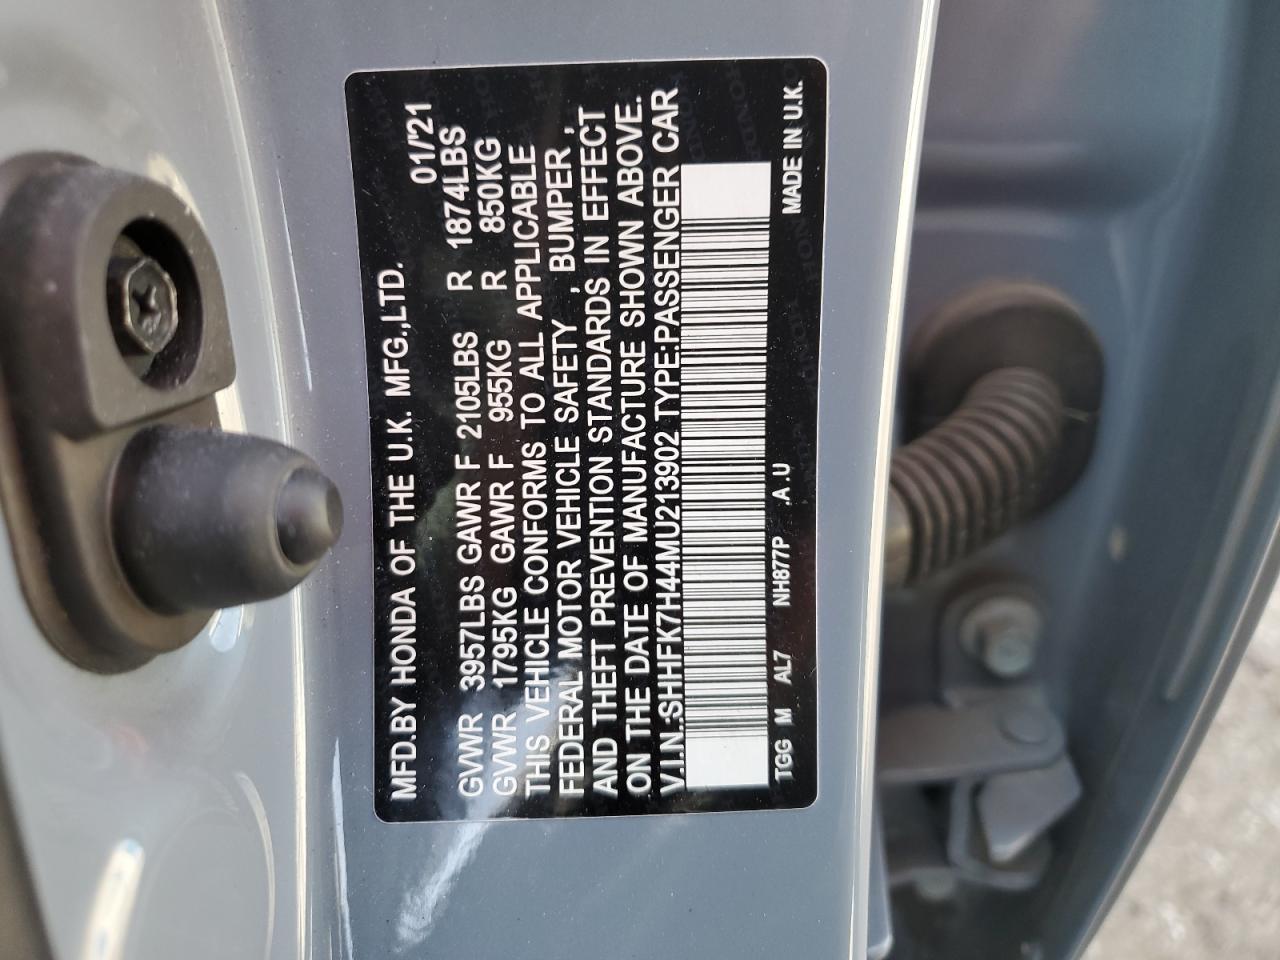 MFD.BY HONDA OF THE U.K. MFG.,LTD. 01/'21
GVWR 3957LBS GAWR F 2105LBS R 1874LBS
GVWR 1795KG GAWR F 955KG R 850KG
THIS VEHICLE CONFORMS TO ALL APPLICABLE
FEDERAL MOTOR VEHICLE SAFETY , BUMPER ,
AND THEFT PREVENTION STANDARDS IN EFFECT
ON THE DATE OF MANUFACTURE SHOWN ABOVE.
V.I.N.:SHHFK7H44MU213902 TYPE:PASSENGER CAR
TGG M AL7 NH877P .A.U MADE IN U.K.